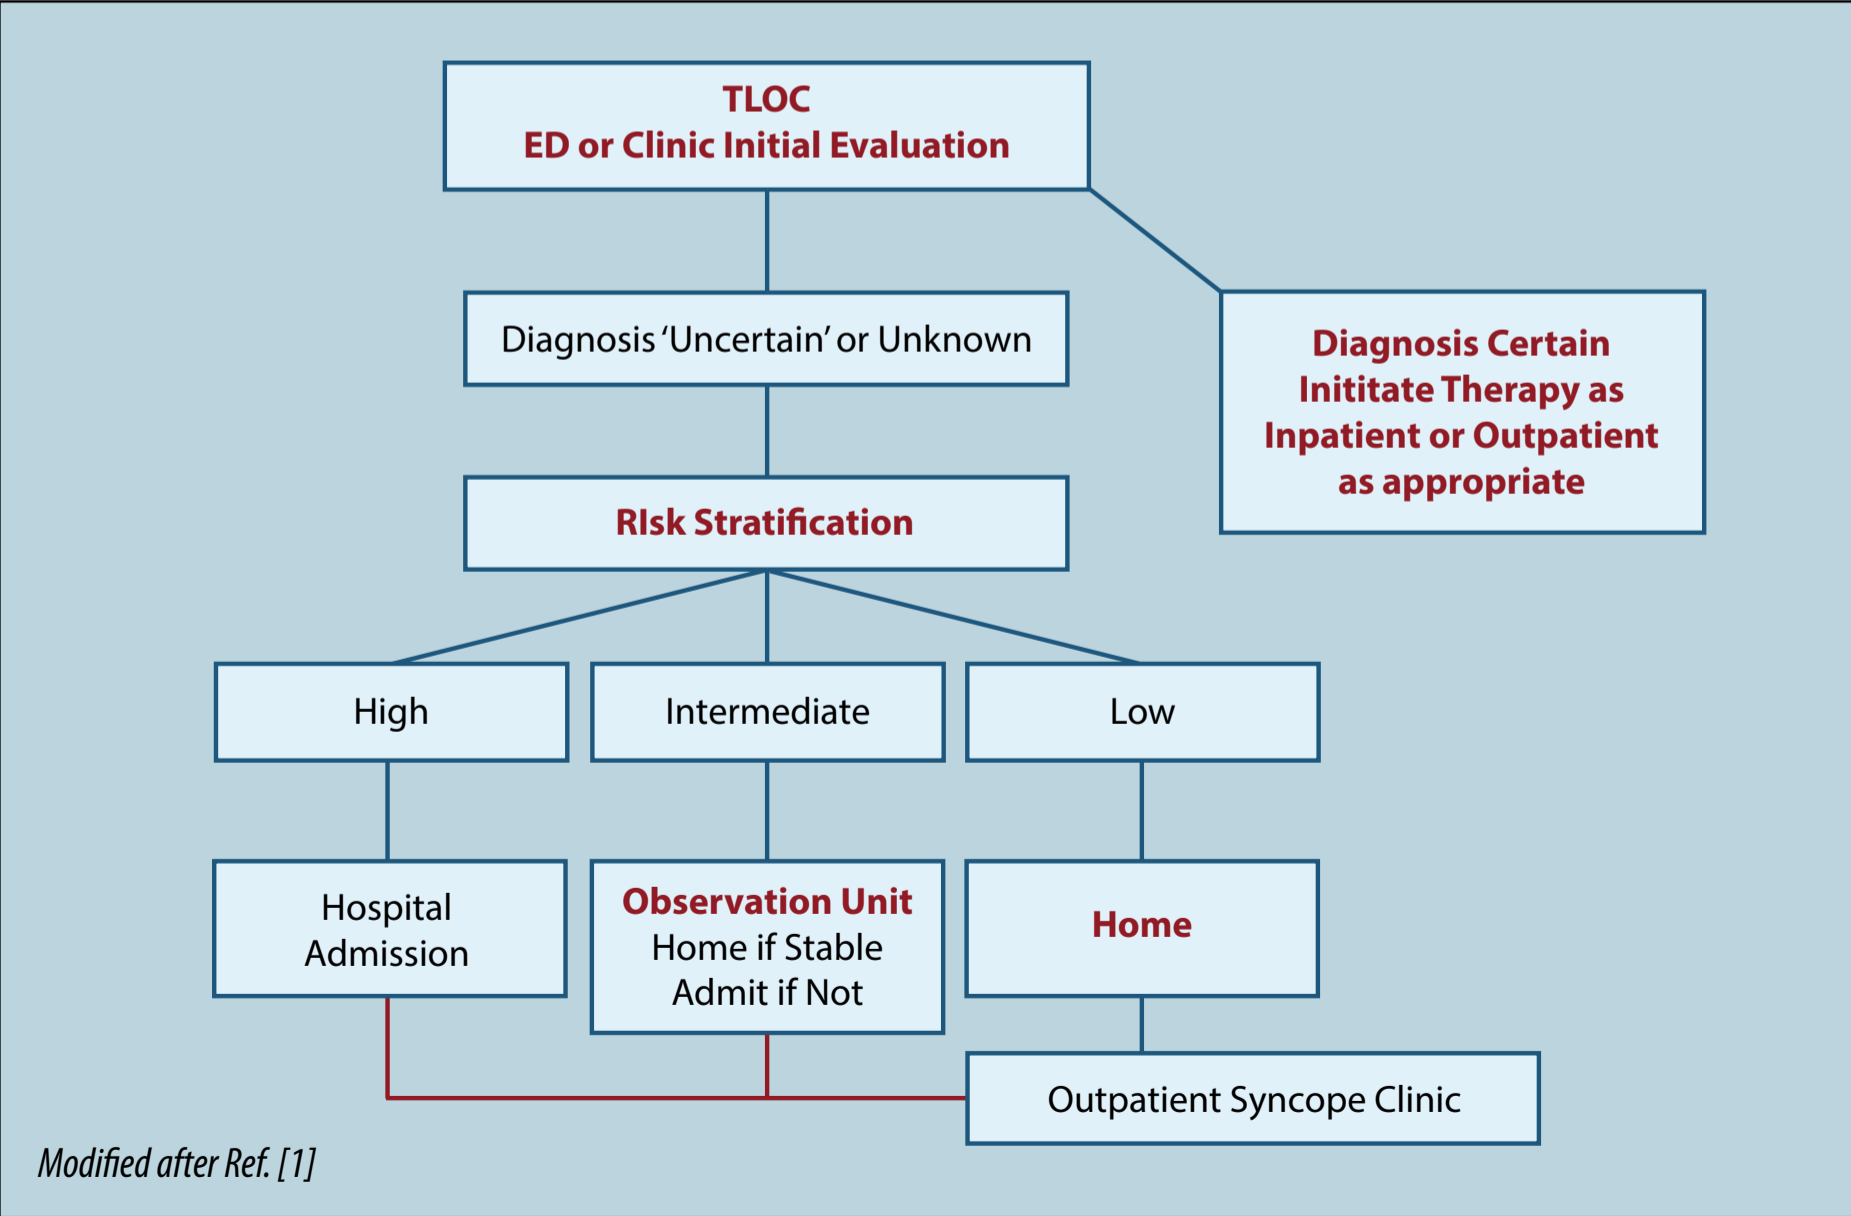 TLOC
ED or Clinic Initial Evaluation
Diagnosis ‘Uncertain’ or Unknown
Diagnosis Certain
Inititate Therapy as
Inpatient or Outpatient
as appropriate
RIsk Stratification
High
Intermediate
Low
Hospital
Admission
Observation Unit
Home if Stable
Admit if Not
Home
Outpatient Syncope Clinic
Modified after Ref. [1]